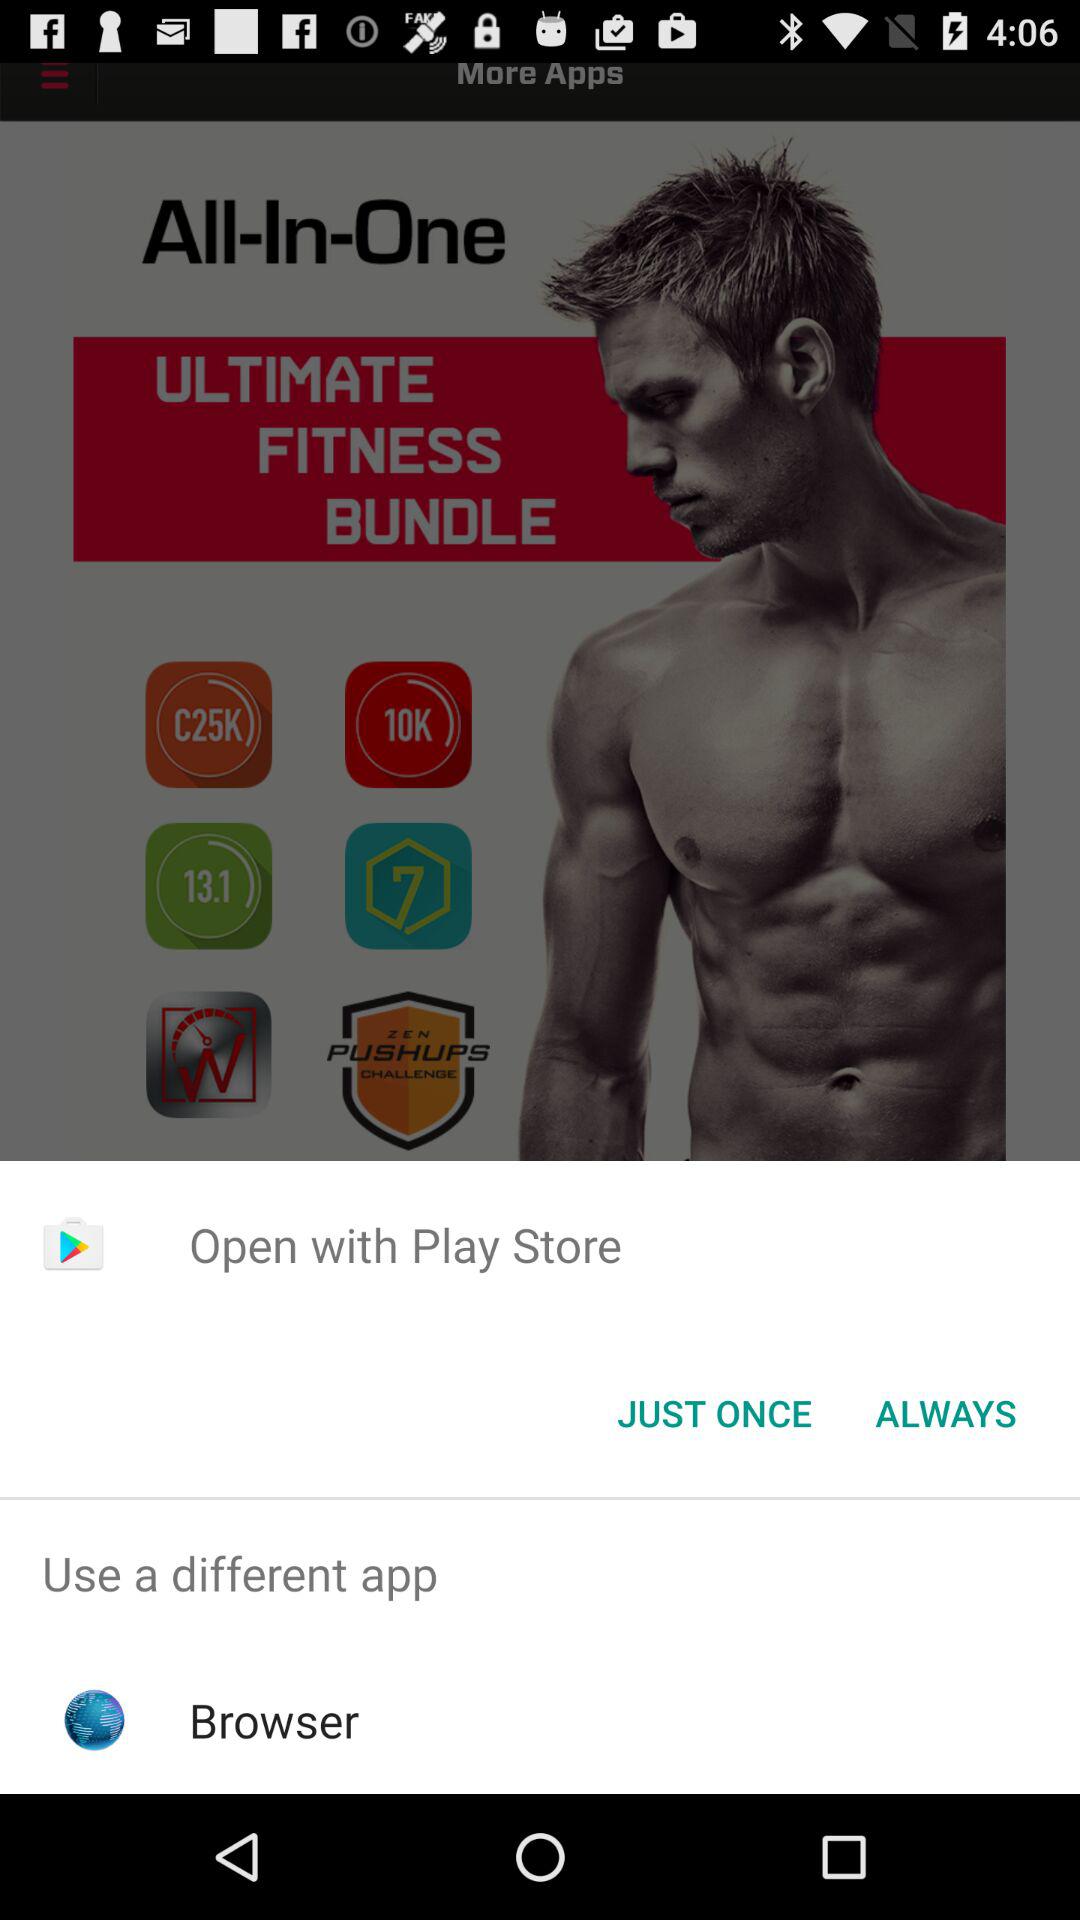 FAKE
4:06
More Apps
All-In-One
ULTIMATE
FITNESS
BUNDLE
C25K
10K
13.1
7
W
ZEN
PUSHUPS
CHALLENGE
Open with Play Store
JUST ONCE
ALWAYS
Use a different app
Browser